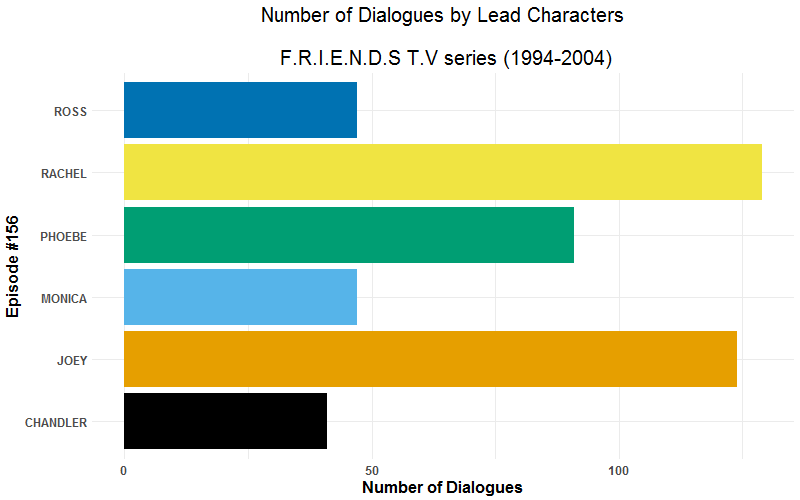 Number of Dialogues by Lead Characters
F.R.I.E.N.D.S T.V series (1994-2004)
Episode #156
ROSS
RACHEL
PHOEBE
MONICA
JOEY
CHANDLER
0 50 100
Number of Dialogues